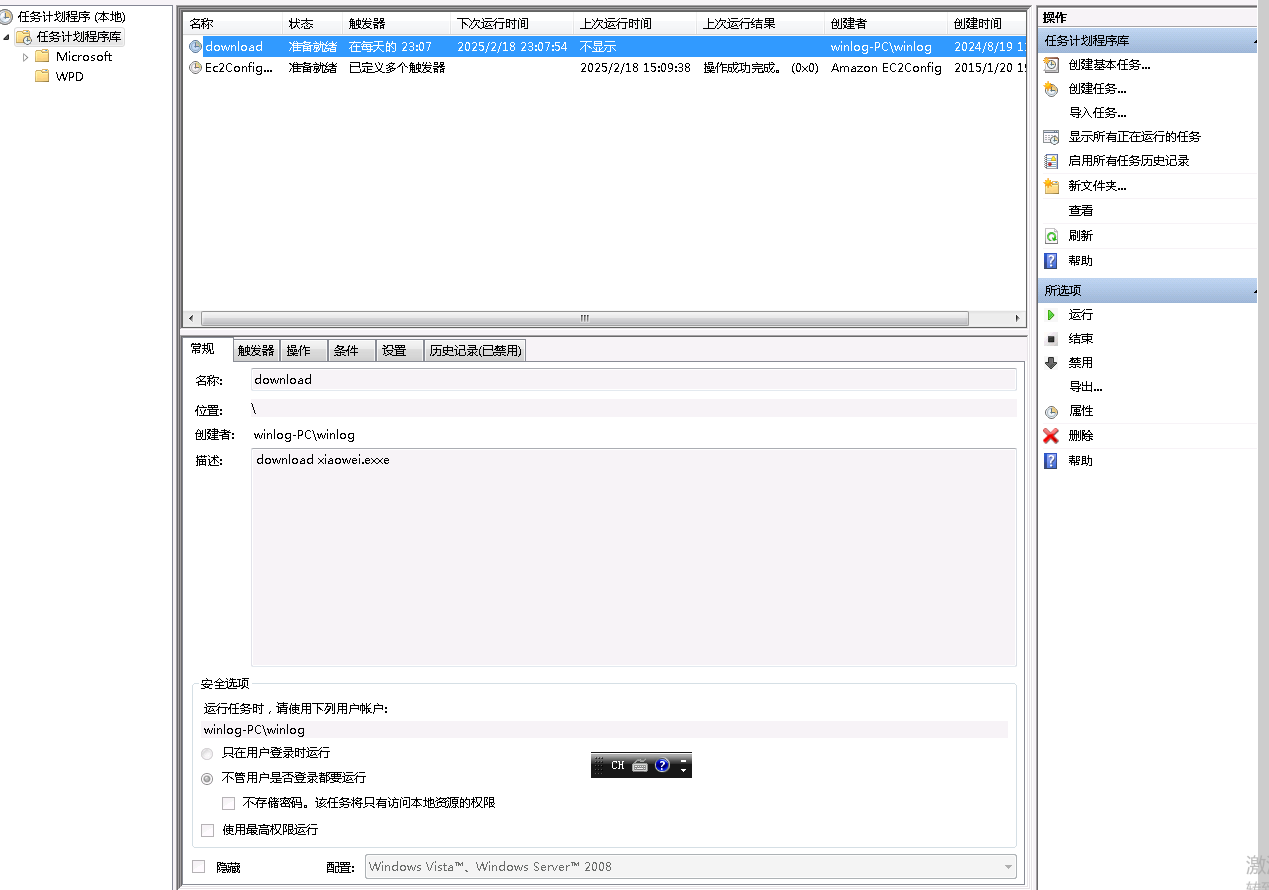 任务计划程序 (本地)
任务计划程序库
Microsoft
WPD
名称 状态 触发器 下次运行时间 上次运行时间 上次运行结果 创建者 创建时间
download 准备就绪 在每天的 23:07 2025/2/18 23:07:54 不显示 winlog-PC\winlog 2024/8/19
Ec2Config... 准备就绪 已定义多个触发器 2025/2/18 15:09:38 操作成功完成。 (0x0) Amazon EC2Config 2015/1/20
常规 触发器 操作 条件 设置 历史记录(已禁用)
名称: download
位置: \
创建者: winlog-PC\winlog
描述: download xiaowei.exxe
安全选项
运行任务时，请使用下列用户帐户:
winlog-PC\winlog
只在用户登录时运行
不管用户是否登录都要运行
不存储密码。该任务将只有访问本地资源的权限
使用最高权限运行
隐藏 配置: Windows Vista™、Windows Server™ 2008
CH
操作
任务计划程序库
创建基本任务...
创建任务...
导入任务...
显示所有正在运行的任务
启用所有任务历史记录
新文件夹...
查看
刷新
帮助
所选项
运行
结束
禁用
导出...
属性
删除
帮助